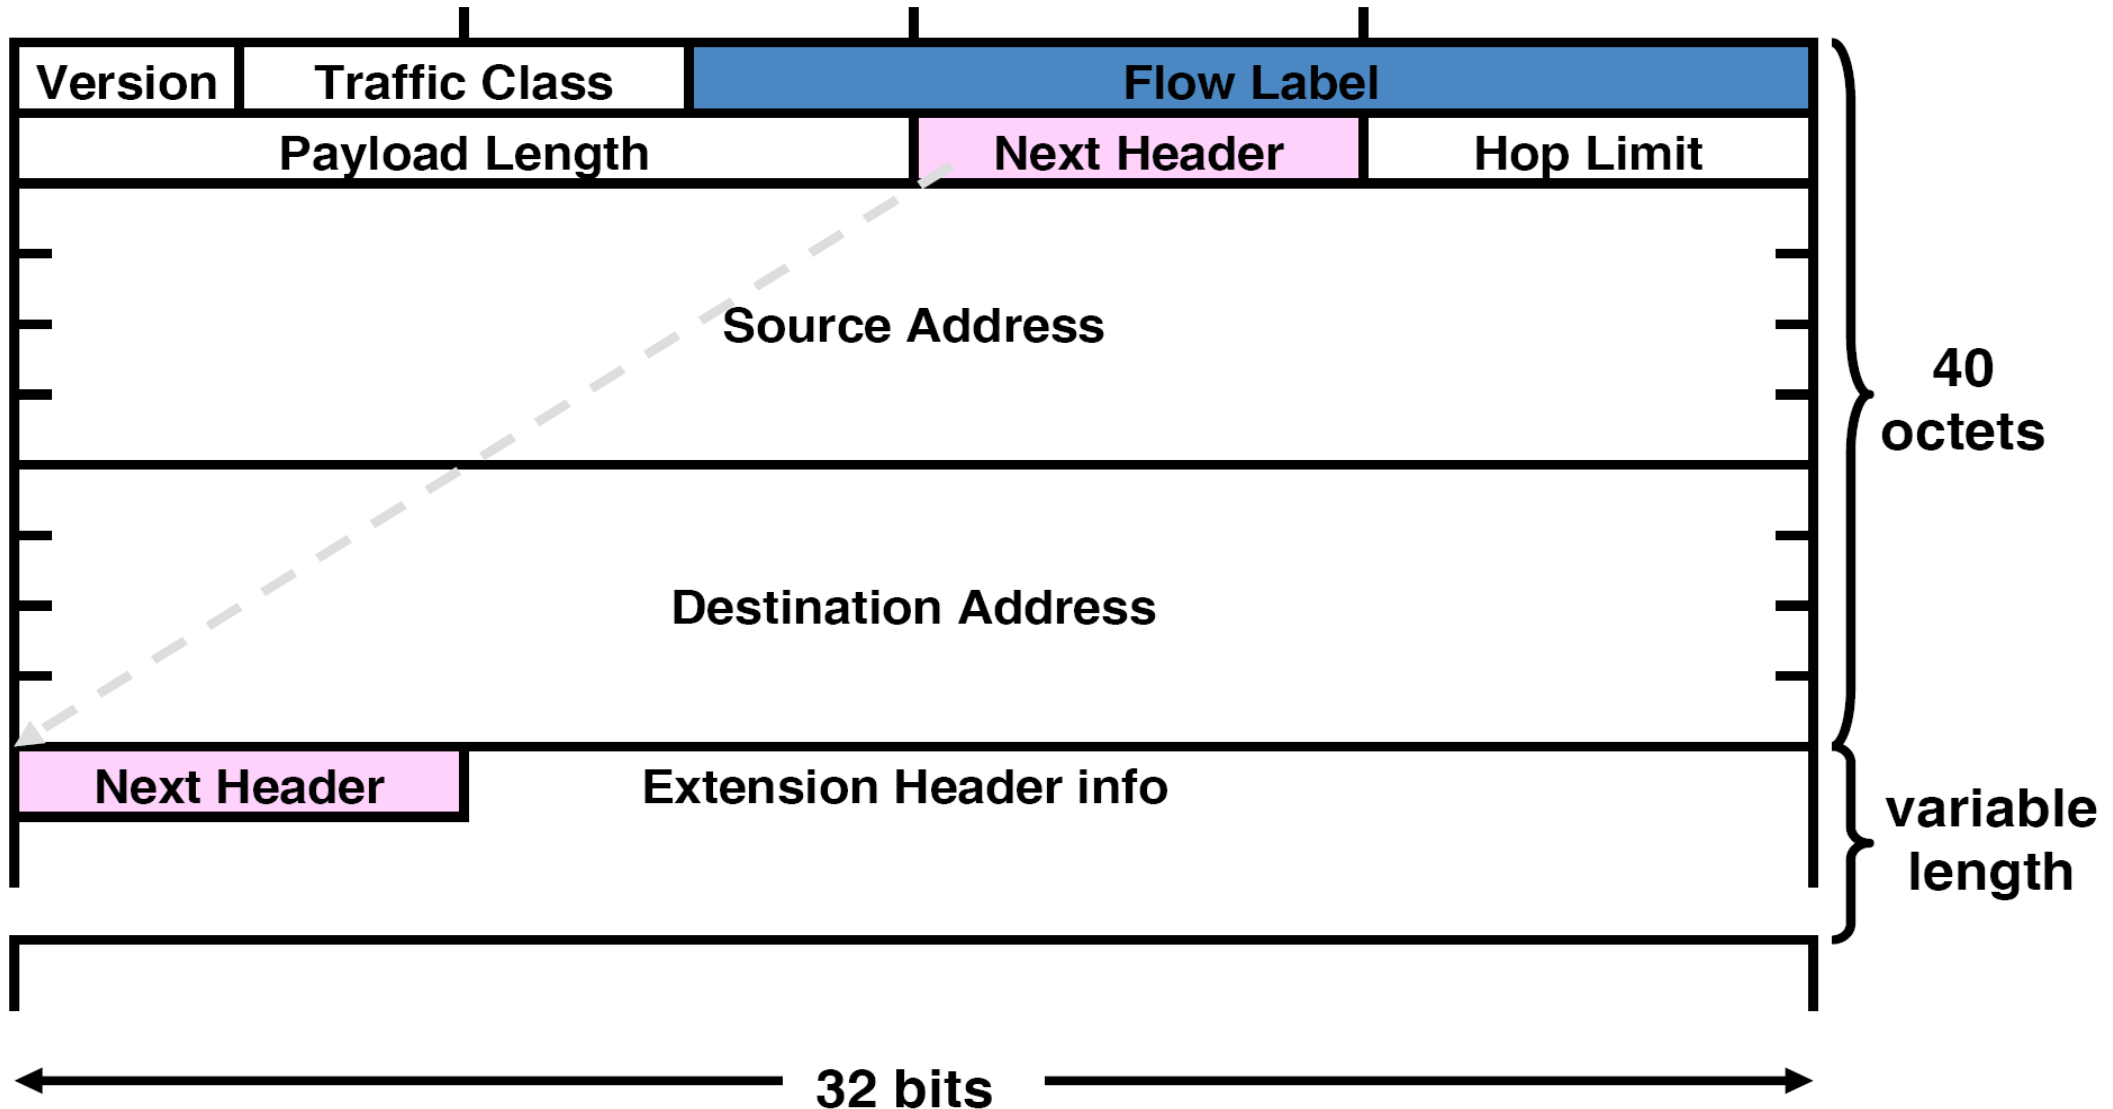 Version Traffic Class Flow Label
Payload Length Next Header Hop Limit
Source Address
40
octets
Destination Address
Next Header Extension Header info
variable
length
32 bits